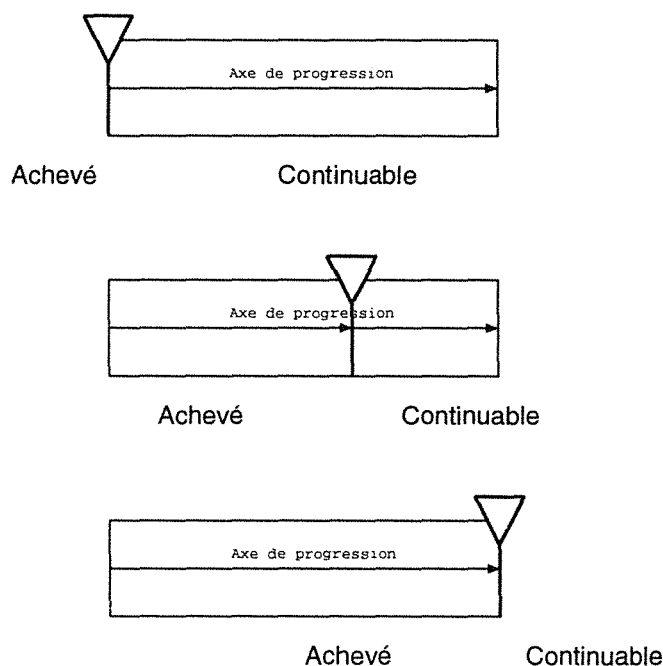 Axe de progression
Achevé Continuable
Axe de progression
Achevé Continuable
Axe de progression
Achevé Continuable